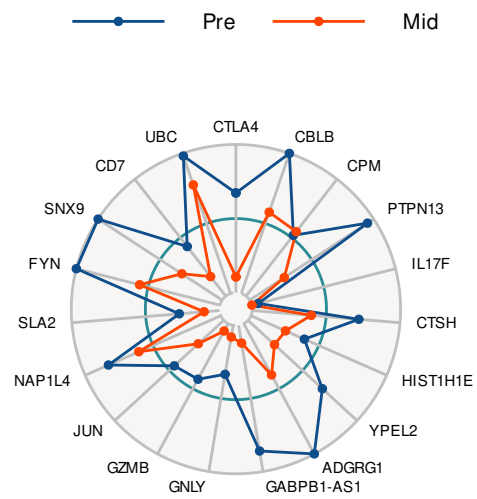 Pre Mid
CTLA4
UBC CBLB
CD7 CPM
SNX9 PTPN13
FYN IL17F
SLA2 CTSH
NAP1L4 HIST1H1E
JUN YPEL2
GZMB ADGRG1
GNLY GABPB1-AS1